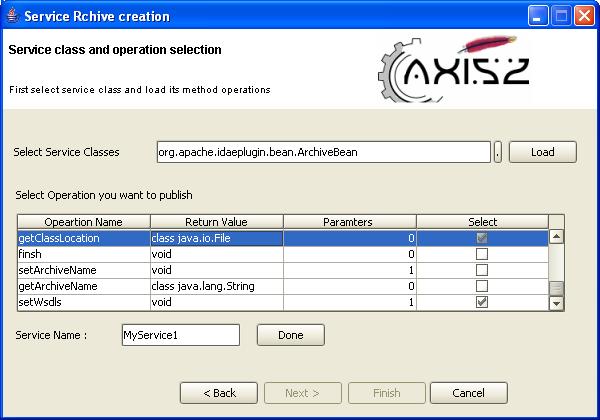 Service Rchive creation
Service class and operation selection
First select service class and load its method operations
AXIS2
Select Service Classes org.apache.idaeplugin.bean.ArchiveBean . Load
Select Operation you want to publish
Opeartion Name Return Value Paramters Select
getClassLocation class java.io.File 0
finsh void 0
setArchiveName void 1
getArchiveName class java.lang.String 0
setWsdls void 1
Service Name : MyService1 Done
< Back Next > Finish Cancel